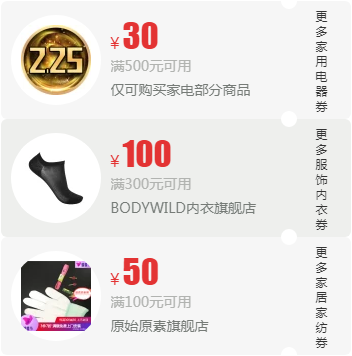 2.25
¥30
满500元可用
仅可购买家电部分商品
更多家用电器券
¥100
满300元可用
BODYWILD内衣旗舰店
更多服饰内衣券
¥50
满100元可用
原始原素旗舰店
更多家居家纺券